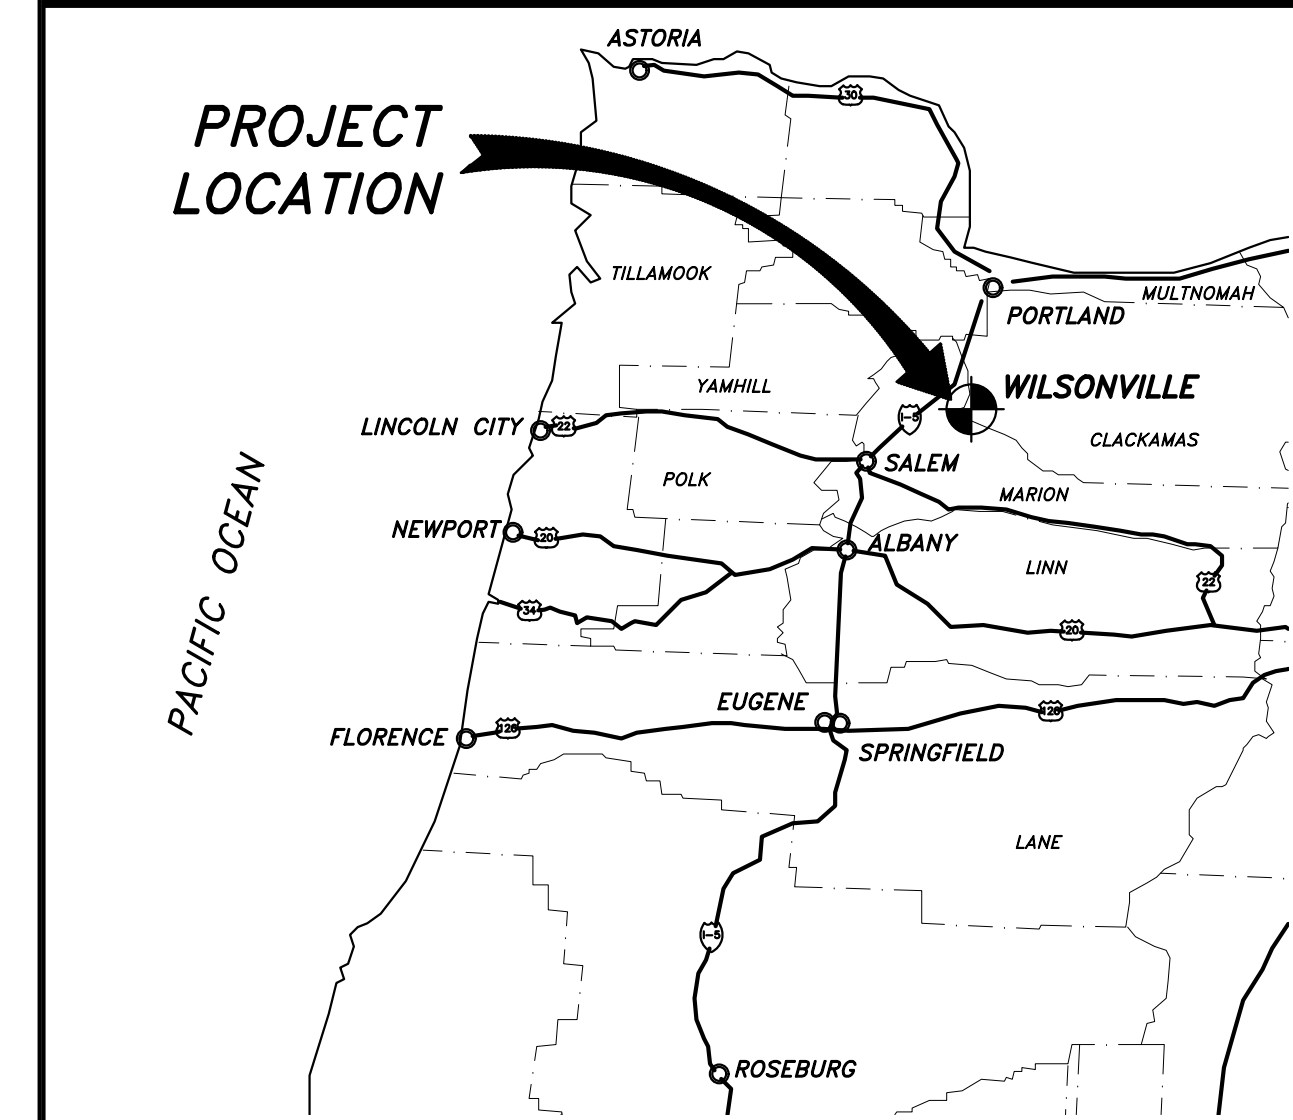 ASTORIA
30
PROJECT
LOCATION
TILLAMOOK
MULTNOMAH
PORTLAND
YAMHILL
WILSONVILLE
I-5
LINCOLN CITY
22
CLACKAMAS
SALEM
POLK
MARION
NEWPORT
20
ALBANY
PACIFIC OCEAN
LINN
22
34
20
EUGENE
126
126
FLORENCE
SPRINGFIELD
LANE
I-5
ROSEBURG